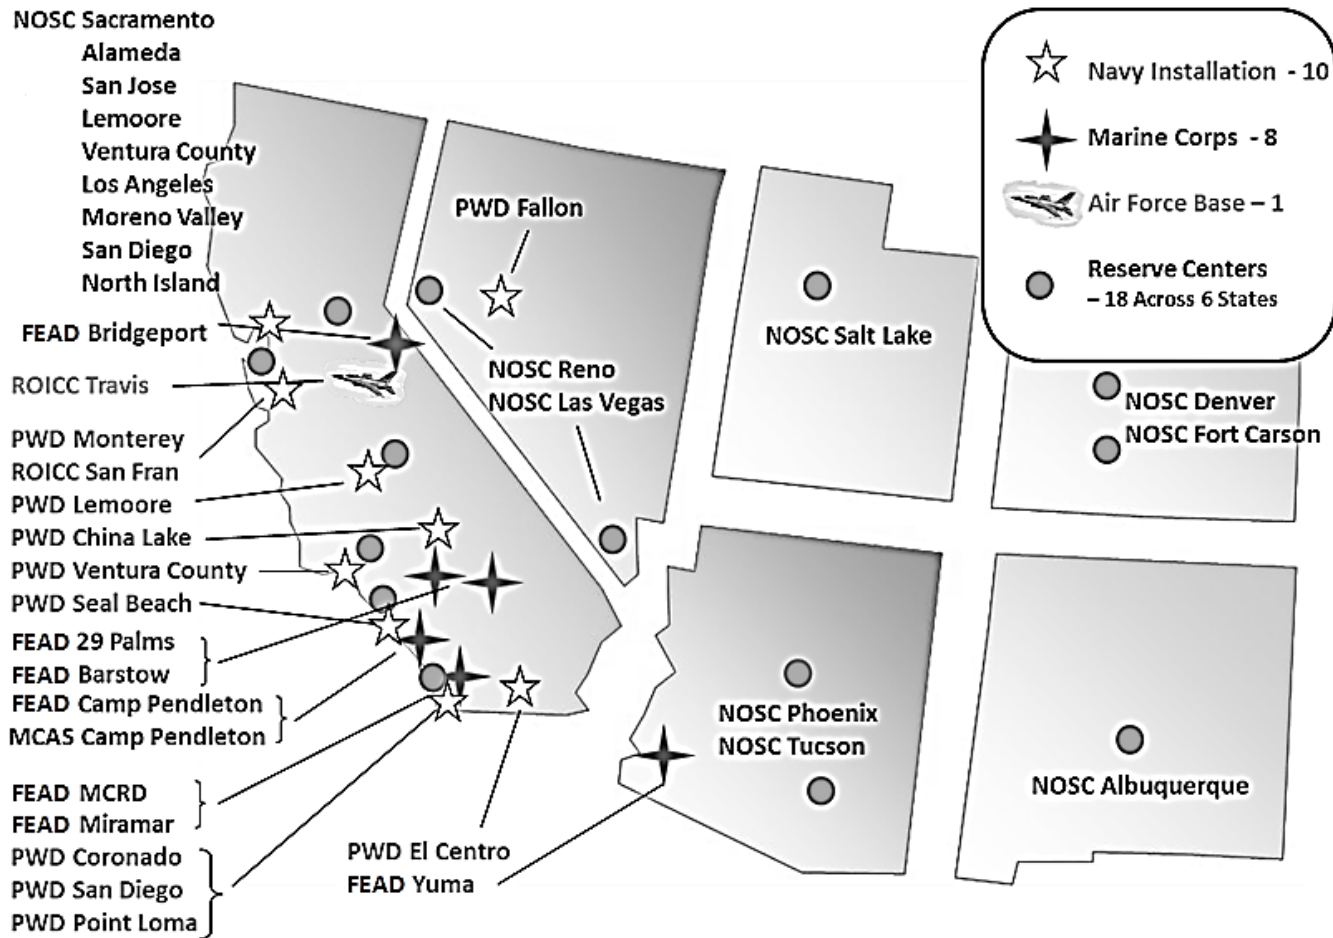 NOSC Sacramento
Alameda
San Jose
Lemoore
Ventura County
Los Angeles
Moreno Valley
San Diego
North Island
FEAD Bridgeport
ROICC Travis
PWD Monterey
ROICC San Fran
PWD Lemoore
PWD China Lake
PWD Ventura County
PWD Seal Beach
FEAD 29 Palms
FEAD Barstow
FEAD Camp Pendleton
MCAS Camp Pendleton
FEAD MCRD
FEAD Miramar
PWD Coronado
PWD San Diego
PWD Point Loma
PWD Fallon
NOSC Reno
NOSC Las Vegas
PWD El Centro
FEAD Yuma
NOSC Salt Lake
NOSC Phoenix
NOSC Tucson
Navy Installation - 10
Marine Corps - 8
Air Force Base – 1
Reserve Centers
– 18 Across 6 States
NOSC Denver
NOSC Fort Carson
NOSC Albuquerque